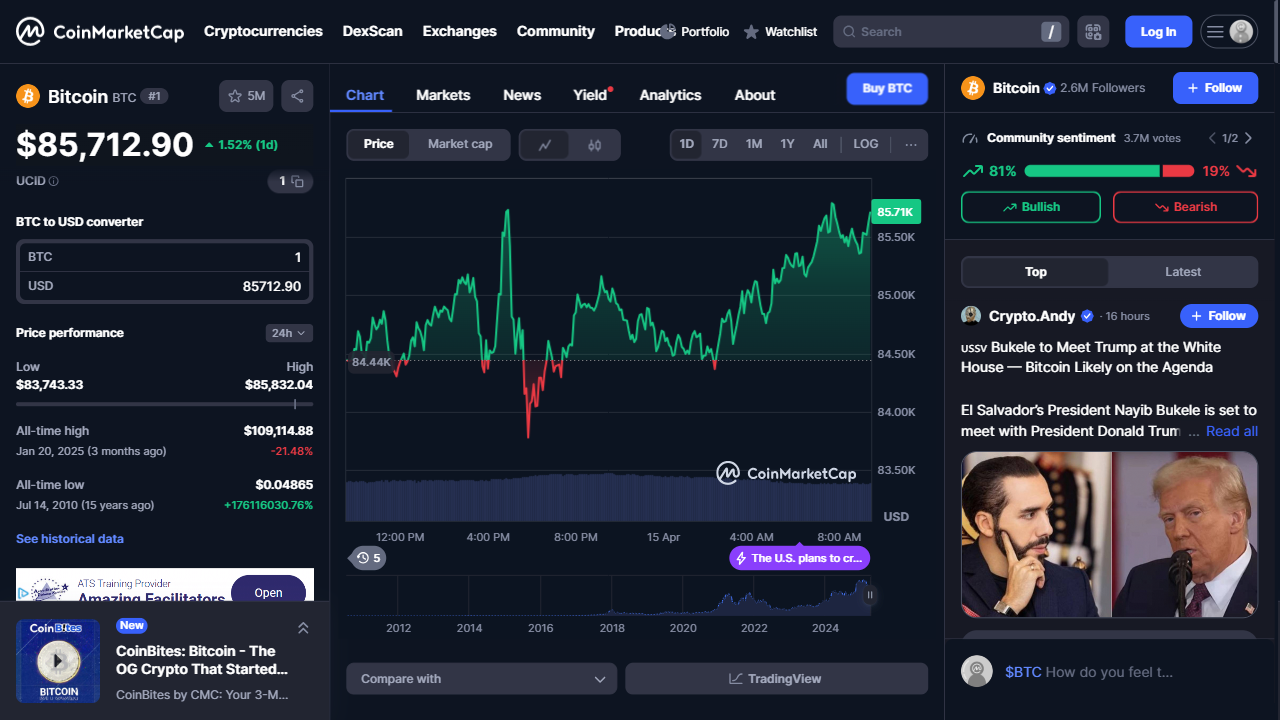 CoinMarketCap
Cryptocurrencies
DexScan
Exchanges
Community
Products
Portfolio
Watchlist
Search
/
Log In
Bitcoin BTC #1
5M
$85,712.90
1.52% (1d)
UCID
1
BTC to USD converter
BTC 1
USD 85712.90
Price performance
24h
Low High
$83,743.33 $85,832.04
All-time high $109,114.88
Jan 20, 2025 (3 months ago) -21.48%
All-time low $0.04865
Jul 14, 2010 (15 years ago) +176116030.76%
See historical data
ATS Training Provider
Amazing Facilitators
Open
CoinBites
BITCOIN
New
CoinBites: Bitcoin - The
OG Crypto That Started...
CoinBites by CMC: Your 3-M...
Chart
Markets
News
Yield
Analytics
About
Buy BTC
Price
Market cap
1D
7D
1M
1Y
All
LOG
...
85.71K
85.50K
85.00K
84.50K
84.00K
83.50K
84.44K
CoinMarketCap
USD
12:00 PM
4:00 PM
8:00 PM
15 Apr
4:00 AM
8:00 AM
5
The U.S. plans to cr...
2012
2014
2016
2018
2020
2022
2024
Compare with
TradingView
Bitcoin 2.6M Followers
+ Follow
Community sentiment 3.7M votes
1/2
81%
19%
Bullish
Bearish
Top
Latest
Crypto.Andy · 16 hours
+ Follow
ussv Bukele to Meet Trump at the White
House — Bitcoin Likely on the Agenda
El Salvador's President Nayib Bukele is set to
meet with President Donald Trum ... Read all
$BTC How do you feel t...